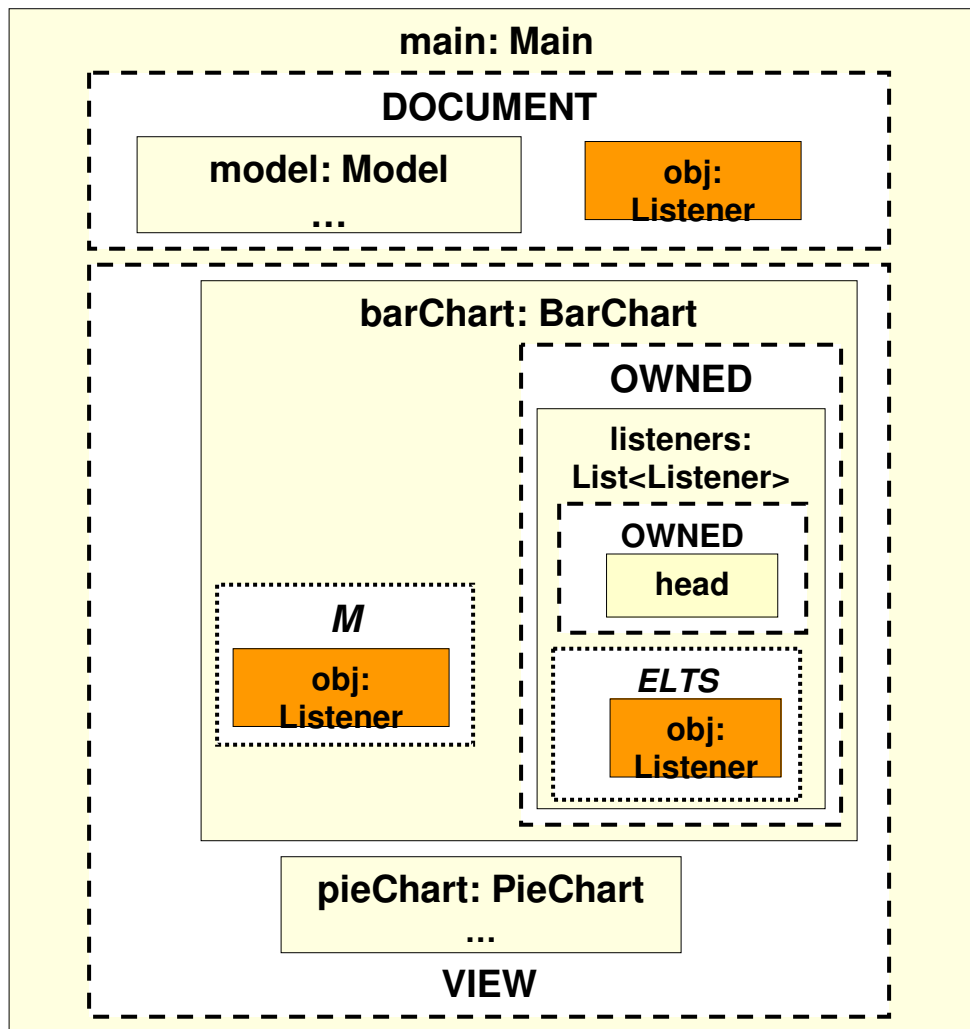 main: Main
DOCUMENT
model: Model
...
obj:
Listener
barChart: BarChart
OWNED
listeners:
List<Listener>
OWNED
head
M
obj:
Listener
ELTS
obj:
Listener
pieChart: PieChart
...
VIEW